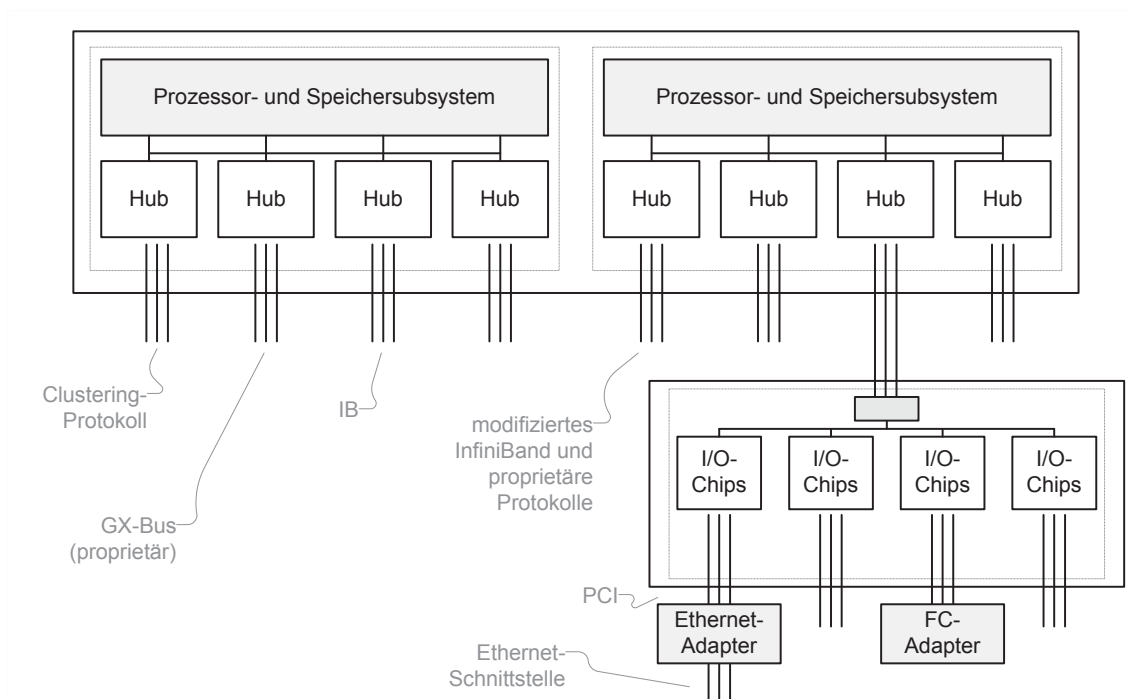 Prozessor- und Speichersubsystem
Prozessor- und Speichersubsystem
Hub
Hub
Hub
Hub
Hub
Hub
Hub
Hub
Clustering-
Protokoll
IB
modifiziertes
InfiniBand und
proprietäre
Protokolle
GX-Bus
(proprietär)
I/O-
Chips
I/O-
Chips
I/O-
Chips
I/O-
Chips
PCI
Ethernet-
Adapter
FC-
Adapter
Ethernet-
Schnittstelle